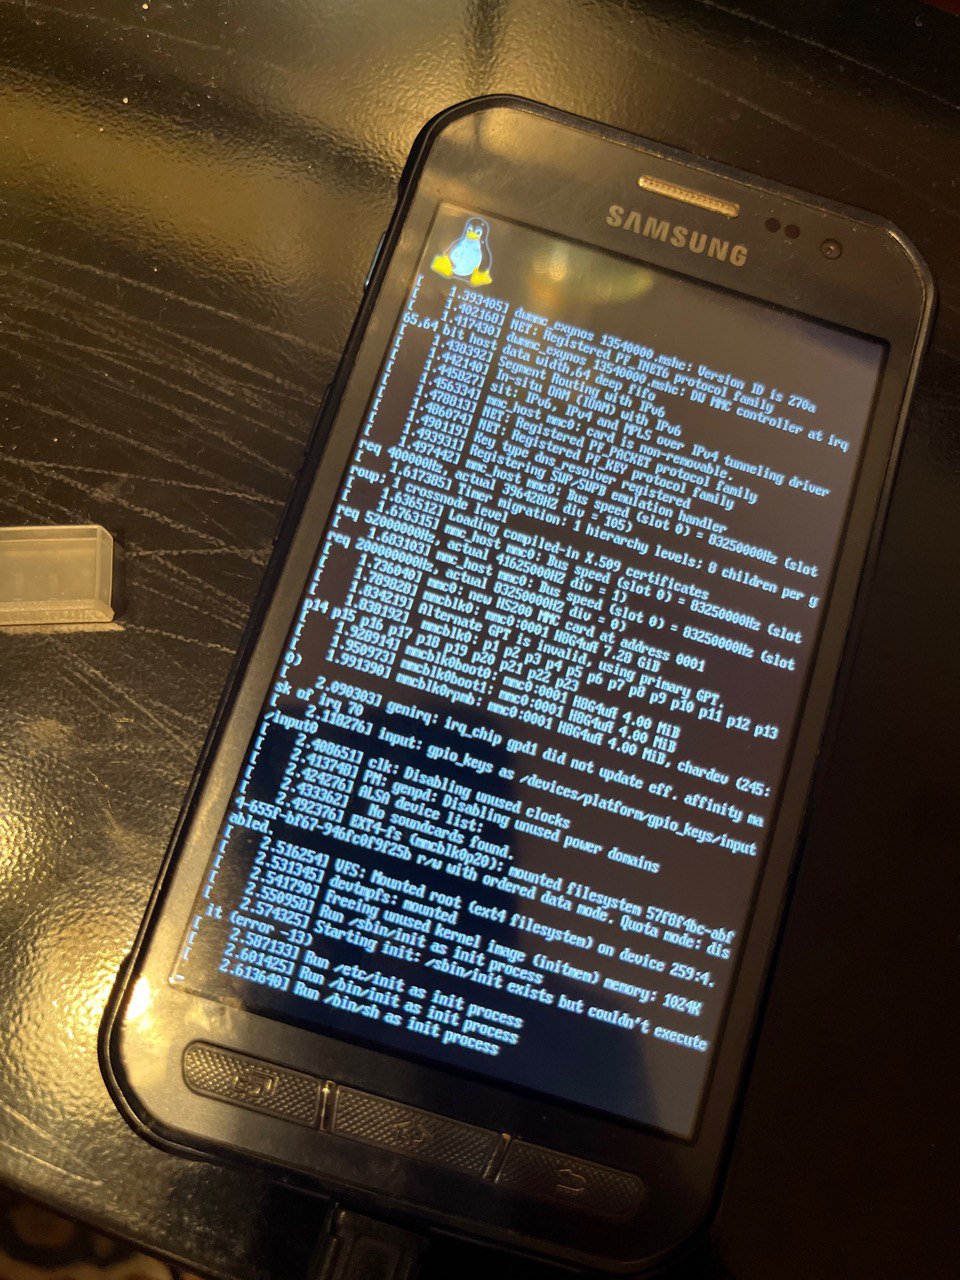 SAMSUNG
[    1.393405] dwmmc_exynos 13540000.mshc: Version ID is 270a
[    1.402160] NET: Registered PF_INET6 protocol family
[    1.417430] dwmmc_exynos 13540000.mshc: DW MMC controller at irq
65,64 bit host data width,64 deep fifo
[    1.430392] Segment Routing with IPv6
[    1.442140] In-situ OAM (IOAM) with IPv6
[    1.445027] sit: IPv6, IPv4 and MPLS over IPv4 tunneling driver
[    1.456334] mmc_host mmc0: card is non-removable.
[    1.478813] NET: Registered PF_PACKET protocol family
[    1.486074] NET: Registered PF_KEY protocol family
[    1.490119] Key type dns_resolver registered
[    1.493931] Registering SWP/SWPB emulation handler
[    1.497442] mmc_host mmc0: Bus speed (slot 0) = 83250000Hz (slot
req 400000Hz, actual 396428HZ div = 105)
[    1.617385] Timer migration: 1 hierarchy levels; 8 children per g
roup; 1 crossnode level
[    1.636512] Loading compiled-in X.509 certificates
[    1.676315] mmc_host mmc0: Bus speed (slot 0) = 83250000Hz (slot
req 52000000Hz, actual 41625000HZ div = 1)
[    1.683103] mmc_host mmc0: Bus speed (slot 0) = 83250000Hz (slot
req 200000000Hz, actual 83250000HZ div = 0)
[    1.736040] mmc0: new HS200 MMC card at address 0001
[    1.789828] mmcblk0: mmc0:0001 H8G4uH 7.28 GiB
[    1.834219] Alternate GPT is invalid, using primary GPT.
[    1.838192]  mmcblk0: p1 p2 p3 p4 p5 p6 p7 p8 p9 p10 p11 p12 p13
p14 p15 p16 p17 p18 p19 p20 p21 p22 p23
[    1.928914] mmcblk0boot0: mmc0:0001 H8G4uH 4.00 MiB
[    1.950973] mmcblk0boot1: mmc0:0001 H8G4uH 4.00 MiB
[    1.991390] mmcblk0rpmb: mmc0:0001 H8G4uH 4.00 MiB, chardev (245:
0)
[    2.090303] genirq: irq_chip gpd1 did not update eff. affinity ma
sk of irq 70
[    2.118276] input: gpio_keys as /devices/platform/gpio_keys/input
/input0
[    2.408651] clk: Disabling unused clocks
[    2.413748] PM: genpd: Disabling unused power domains
[    2.424276] ALSA device list:
[    2.433362]   No soundcards found.
[    2.492376] EXT4-fs (mmcblk0p20): mounted filesystem 57f8f4bc-abf
4-655f-bf67-946fc0f9f25b r/w with ordered data mode. Quota mode: dis
abled.
[    2.516254] VFS: Mounted root (ext4 filesystem) on device 259:4.
[    2.531345] devtmpfs: mounted
[    2.541790] Freeing unused kernel image (initmem) memory: 1024K
[    2.550958] Run /sbin/init as init process
[    2.574325] Starting init: /sbin/init exists but couldn't execute
it (error -13)
[    2.587133] Run /etc/init as init process
[    2.601425] Run /bin/init as init process
[    2.613640] Run /bin/sh as init process